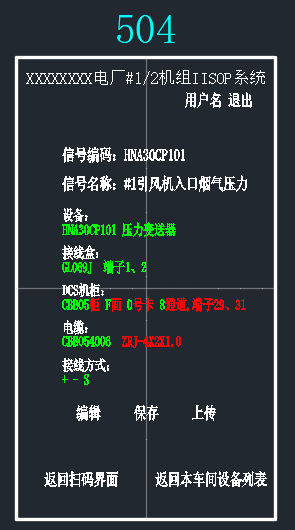 504
XXXXXXXX电厂#1/2机组IISOP系统
用户名 退出
信号编码：HNA30CP101
信号名称：#1引风机入口烟气压力
设备：
HNA30CP101 压力变送器
接线盒：
GL069J 端子1、2
DCS机柜：
CBB05柜 F面 0号卡 8通道,端子29、31
电缆：
CBB054006 ZRJ-4X2X1.0
接线方式：
+ - S
编辑 保存 上传
返回扫码界面 返回本车间设备列表